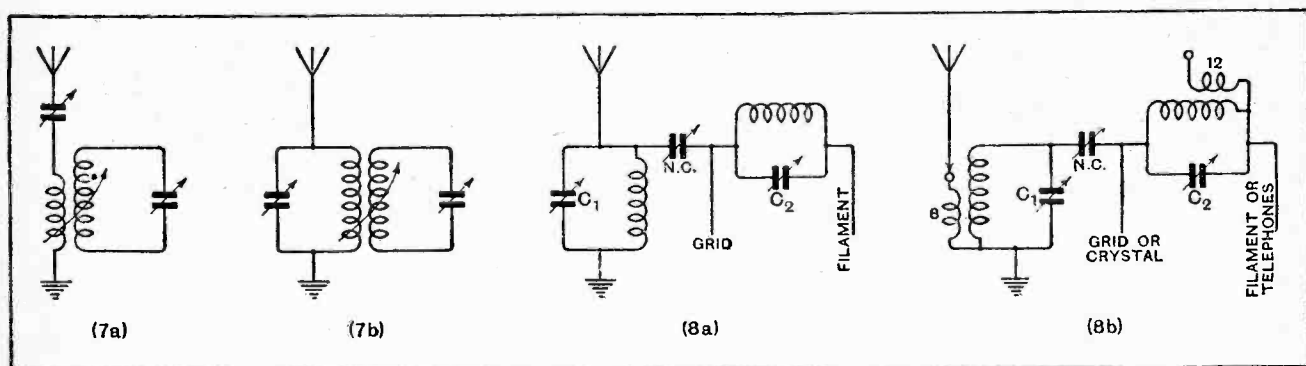 12
N.C.
N.C.
C₁
C₂
8
C₁
C₂
GRID
FILAMENT
GRID OR
CRYSTAL
FILAMENT OR
TELEPHONES
(7a)
(7b)
(8a)
(8b)